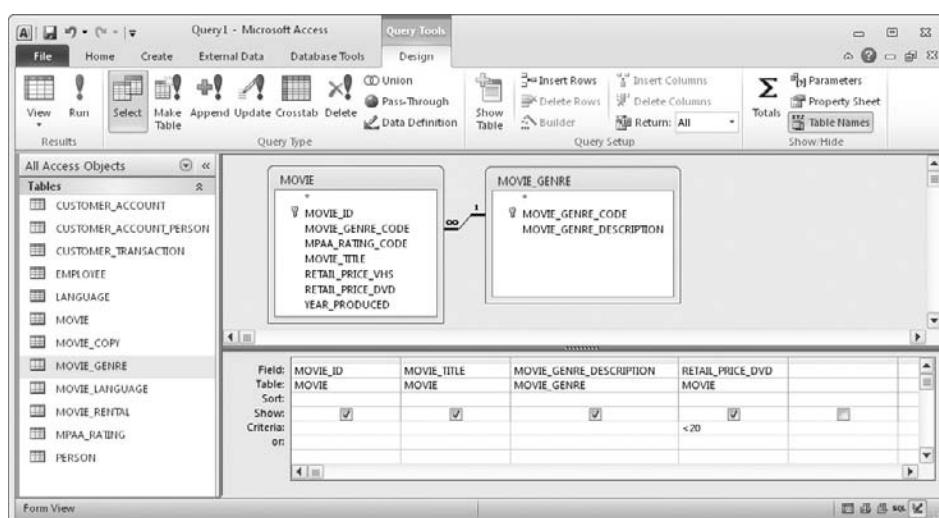 Query1 - Microsoft Access
Query Tools
File Home Create External Data Database Tools Design
View
Run
Select
Make Table
Append
Update
Crosstab
Delete
Union
Pass-Through
Data Definition
Show Table
Insert Rows
Delete Rows
Builder
Insert Columns
Delete Columns
Return: All
Totals
Parameters
Property Sheet
Table Names
Results
Query Type
Query Setup
Show/Hide
All Access Objects
Tables
CUSTOMER_ACCOUNT
CUSTOMER_ACCOUNT_PERSON
CUSTOMER_TRANSACTION
EMPLOYEE
LANGUAGE
MOVIE
MOVIE_COPY
MOVIE_GENRE
MOVIE_LANGUAGE
MOVIE_RENTAL
MPAA_RATING
PERSON
MOVIE
*
MOVIE_ID
MOVIE_GENRE_CODE
MPAA_RATING_CODE
MOVIE_TITLE
RETAIL_PRICE_VHS
RETAIL_PRICE_DVD
YEAR_PRODUCED
∞ 1
MOVIE_GENRE
*
MOVIE_GENRE_CODE
MOVIE_GENRE_DESCRIPTION
Field: MOVIE_ID MOVIE_TITLE MOVIE_GENRE_DESCRIPTION RETAIL_PRICE_DVD
Table: MOVIE MOVIE MOVIE_GENRE MOVIE
Sort:
Show:
Criteria: <20
or:
Form View
SQL